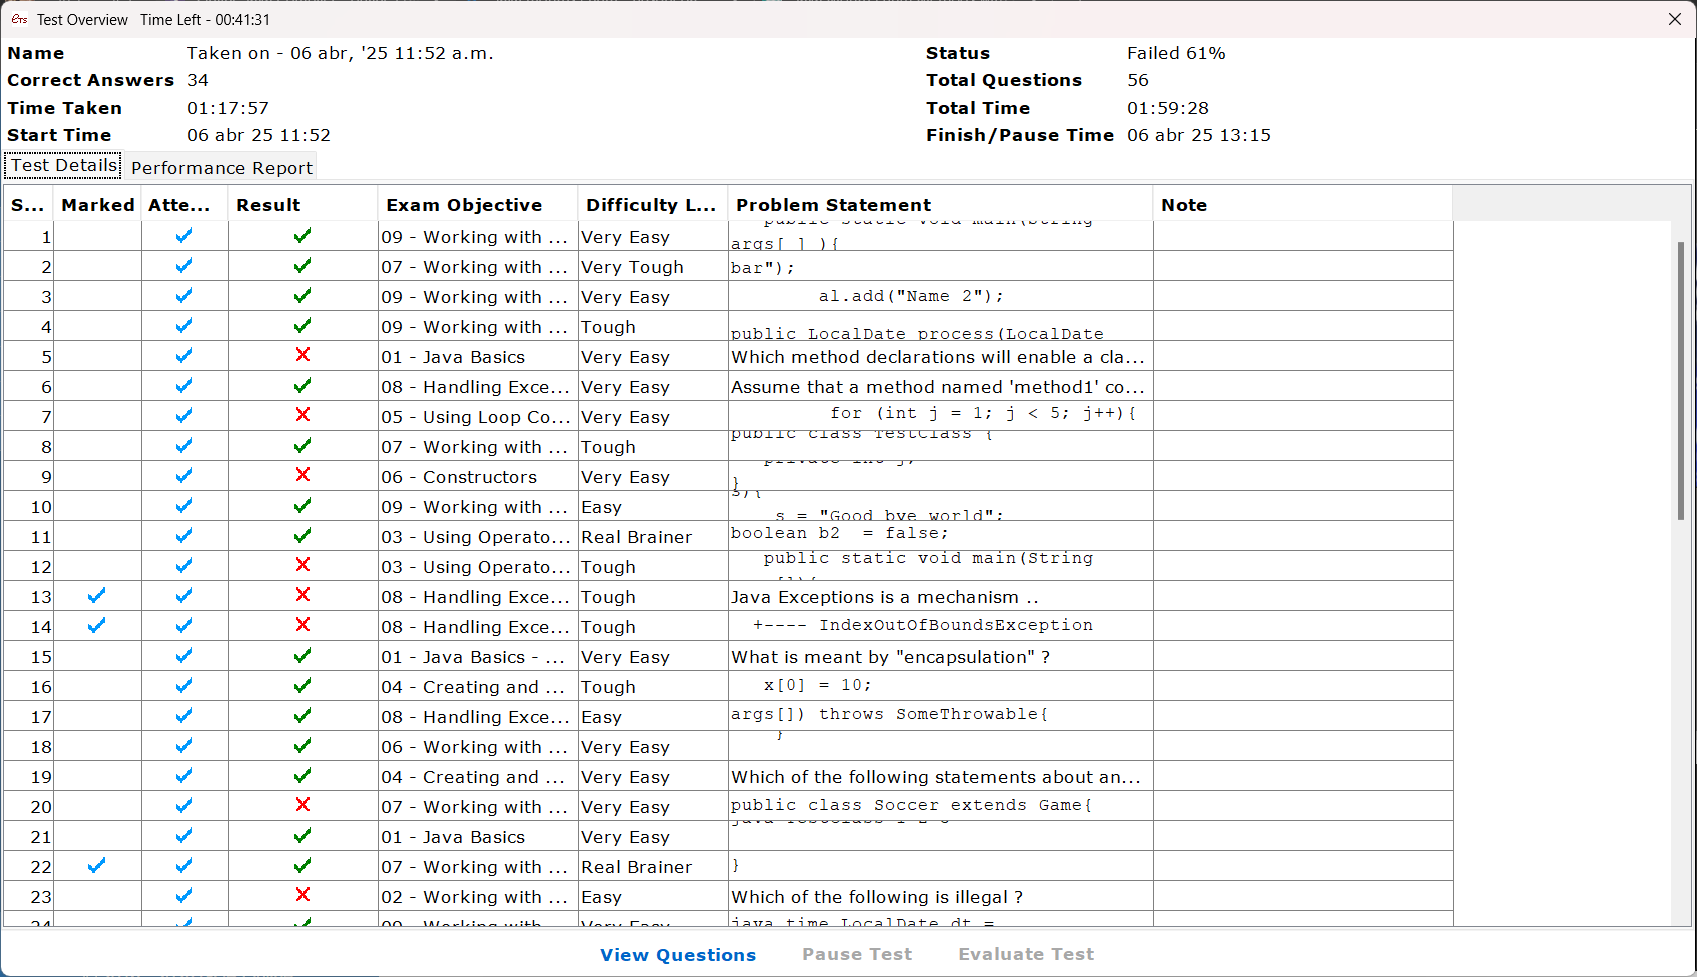 ETS Test Overview Time Left - 00:41:31
Name Taken on - 06 abr, '25 11:52 a.m. Status Failed 61%
Correct Answers 34 Total Questions 56
Time Taken 01:17:57 Total Time 01:59:28
Start Time 06 abr 25 11:52 Finish/Pause Time 06 abr 25 13:15
Test Details Performance Report
S... Marked Atte... Result Exam Objective Difficulty L... Problem Statement Note
public static void main(String
1 09 - Working with ... Very Easy args[ ] ){
2 07 - Working with ... Very Tough bar");
3 09 - Working with ... Very Easy al.add("Name 2");
4 09 - Working with ... Tough public LocalDate process(LocalDate
5 01 - Java Basics Very Easy Which method declarations will enable a cla...
6 08 - Handling Exce... Very Easy Assume that a method named 'method1' co...
7 05 - Using Loop Co... Very Easy for (int j = 1; j < 5; j++){
8 07 - Working with ... Tough public class TestClass {
private int j;
9 06 - Constructors Very Easy }
s){
10 09 - Working with ... Easy s = "Good bye world";
11 03 - Using Operato... Real Brainer boolean b2 = false;
12 03 - Using Operato... Tough public static void main(String
13 08 - Handling Exce... Tough Java Exceptions is a mechanism ..
14 08 - Handling Exce... Tough +---- IndexOutOfBoundsException
15 01 - Java Basics - ... Very Easy What is meant by "encapsulation" ?
16 04 - Creating and ... Tough x[0] = 10;
17 08 - Handling Exce... Easy args[]) throws SomeThrowable{
18 06 - Working with ... Very Easy }
19 04 - Creating and ... Very Easy Which of the following statements about an...
20 07 - Working with ... Very Easy public class Soccer extends Game{
21 01 - Java Basics Very Easy
22 07 - Working with ... Real Brainer }
23 02 - Working with ... Easy Which of the following is illegal ?
24 09 - Working with ... Very Easy java.time.LocalDate dt =
View Questions Pause Test Evaluate Test